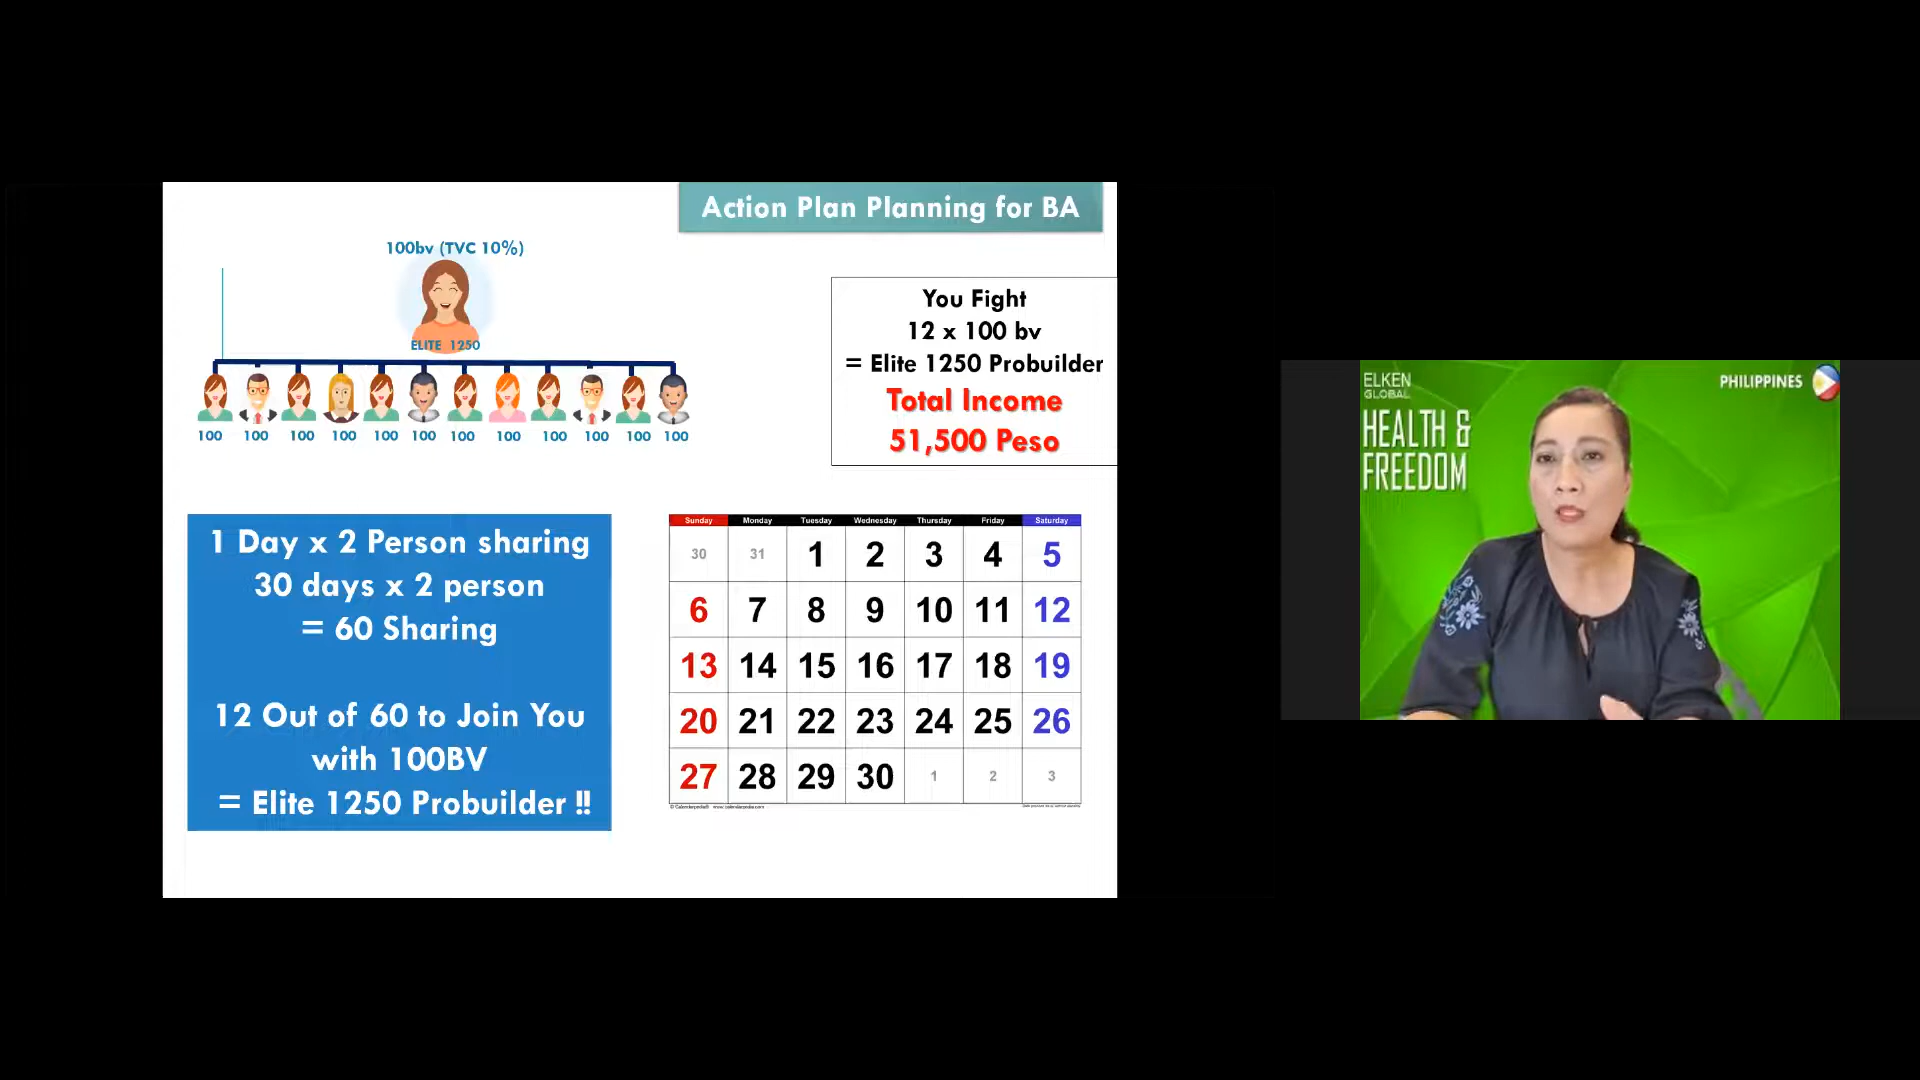 Action Plan Planning for BA
100bv (TVC 10%)
ELITE 1250
100 100 100 100 100 100 100 100 100 100 100 100
You Fight
12 x 100 bv
= Elite 1250 Probuilder
Total Income
51,500 Peso
1 Day x 2 Person sharing
30 days x 2 person
= 60 Sharing
12 Out of 60 to Join You
with 100BV
= Elite 1250 Probuilder !!
Sunday Monday Tuesday Wednesday Thursday Friday Saturday
30 31 1 2 3 4 5
6 7 8 9 10 11 12
13 14 15 16 17 18 19
20 21 22 23 24 25 26
27 28 29 30 1 2 3
ELKEN
GLOBAL
HEALTH &
FREEDOM
PHILIPPINES